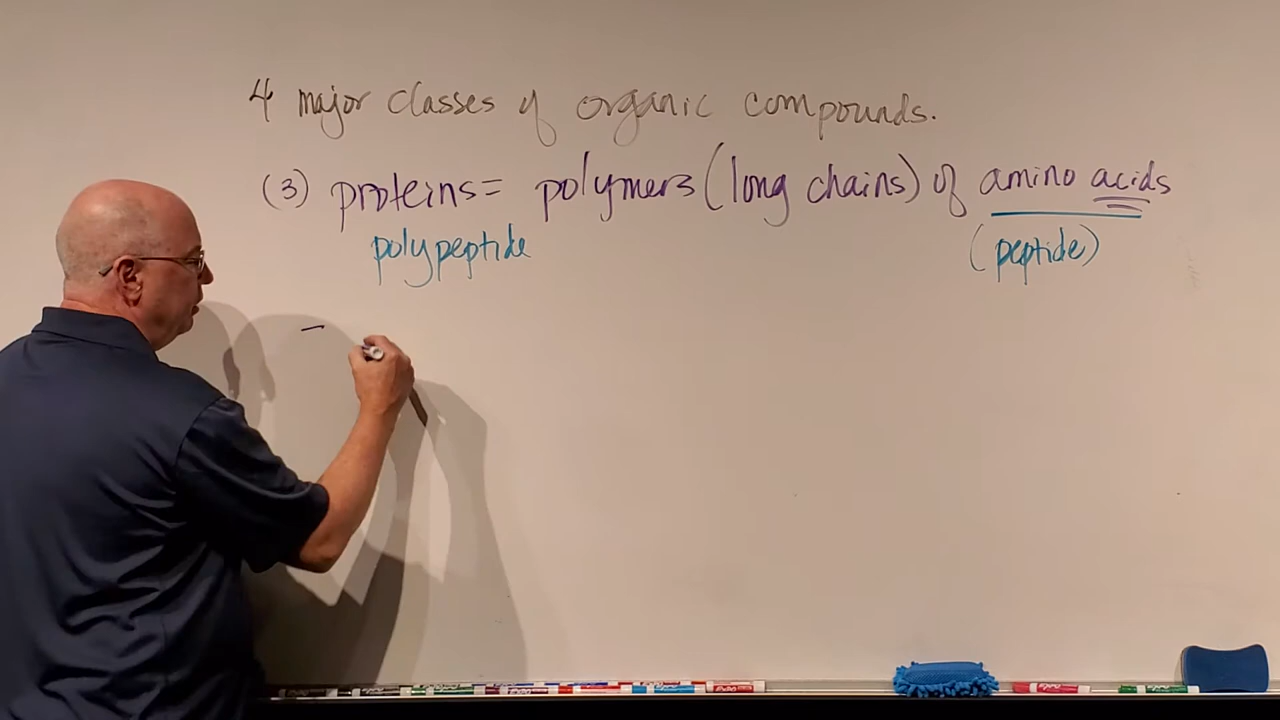 4 major classes of organic compounds.
(3) proteins = polymers (long chains) of amino acids
polypeptide
(peptide)